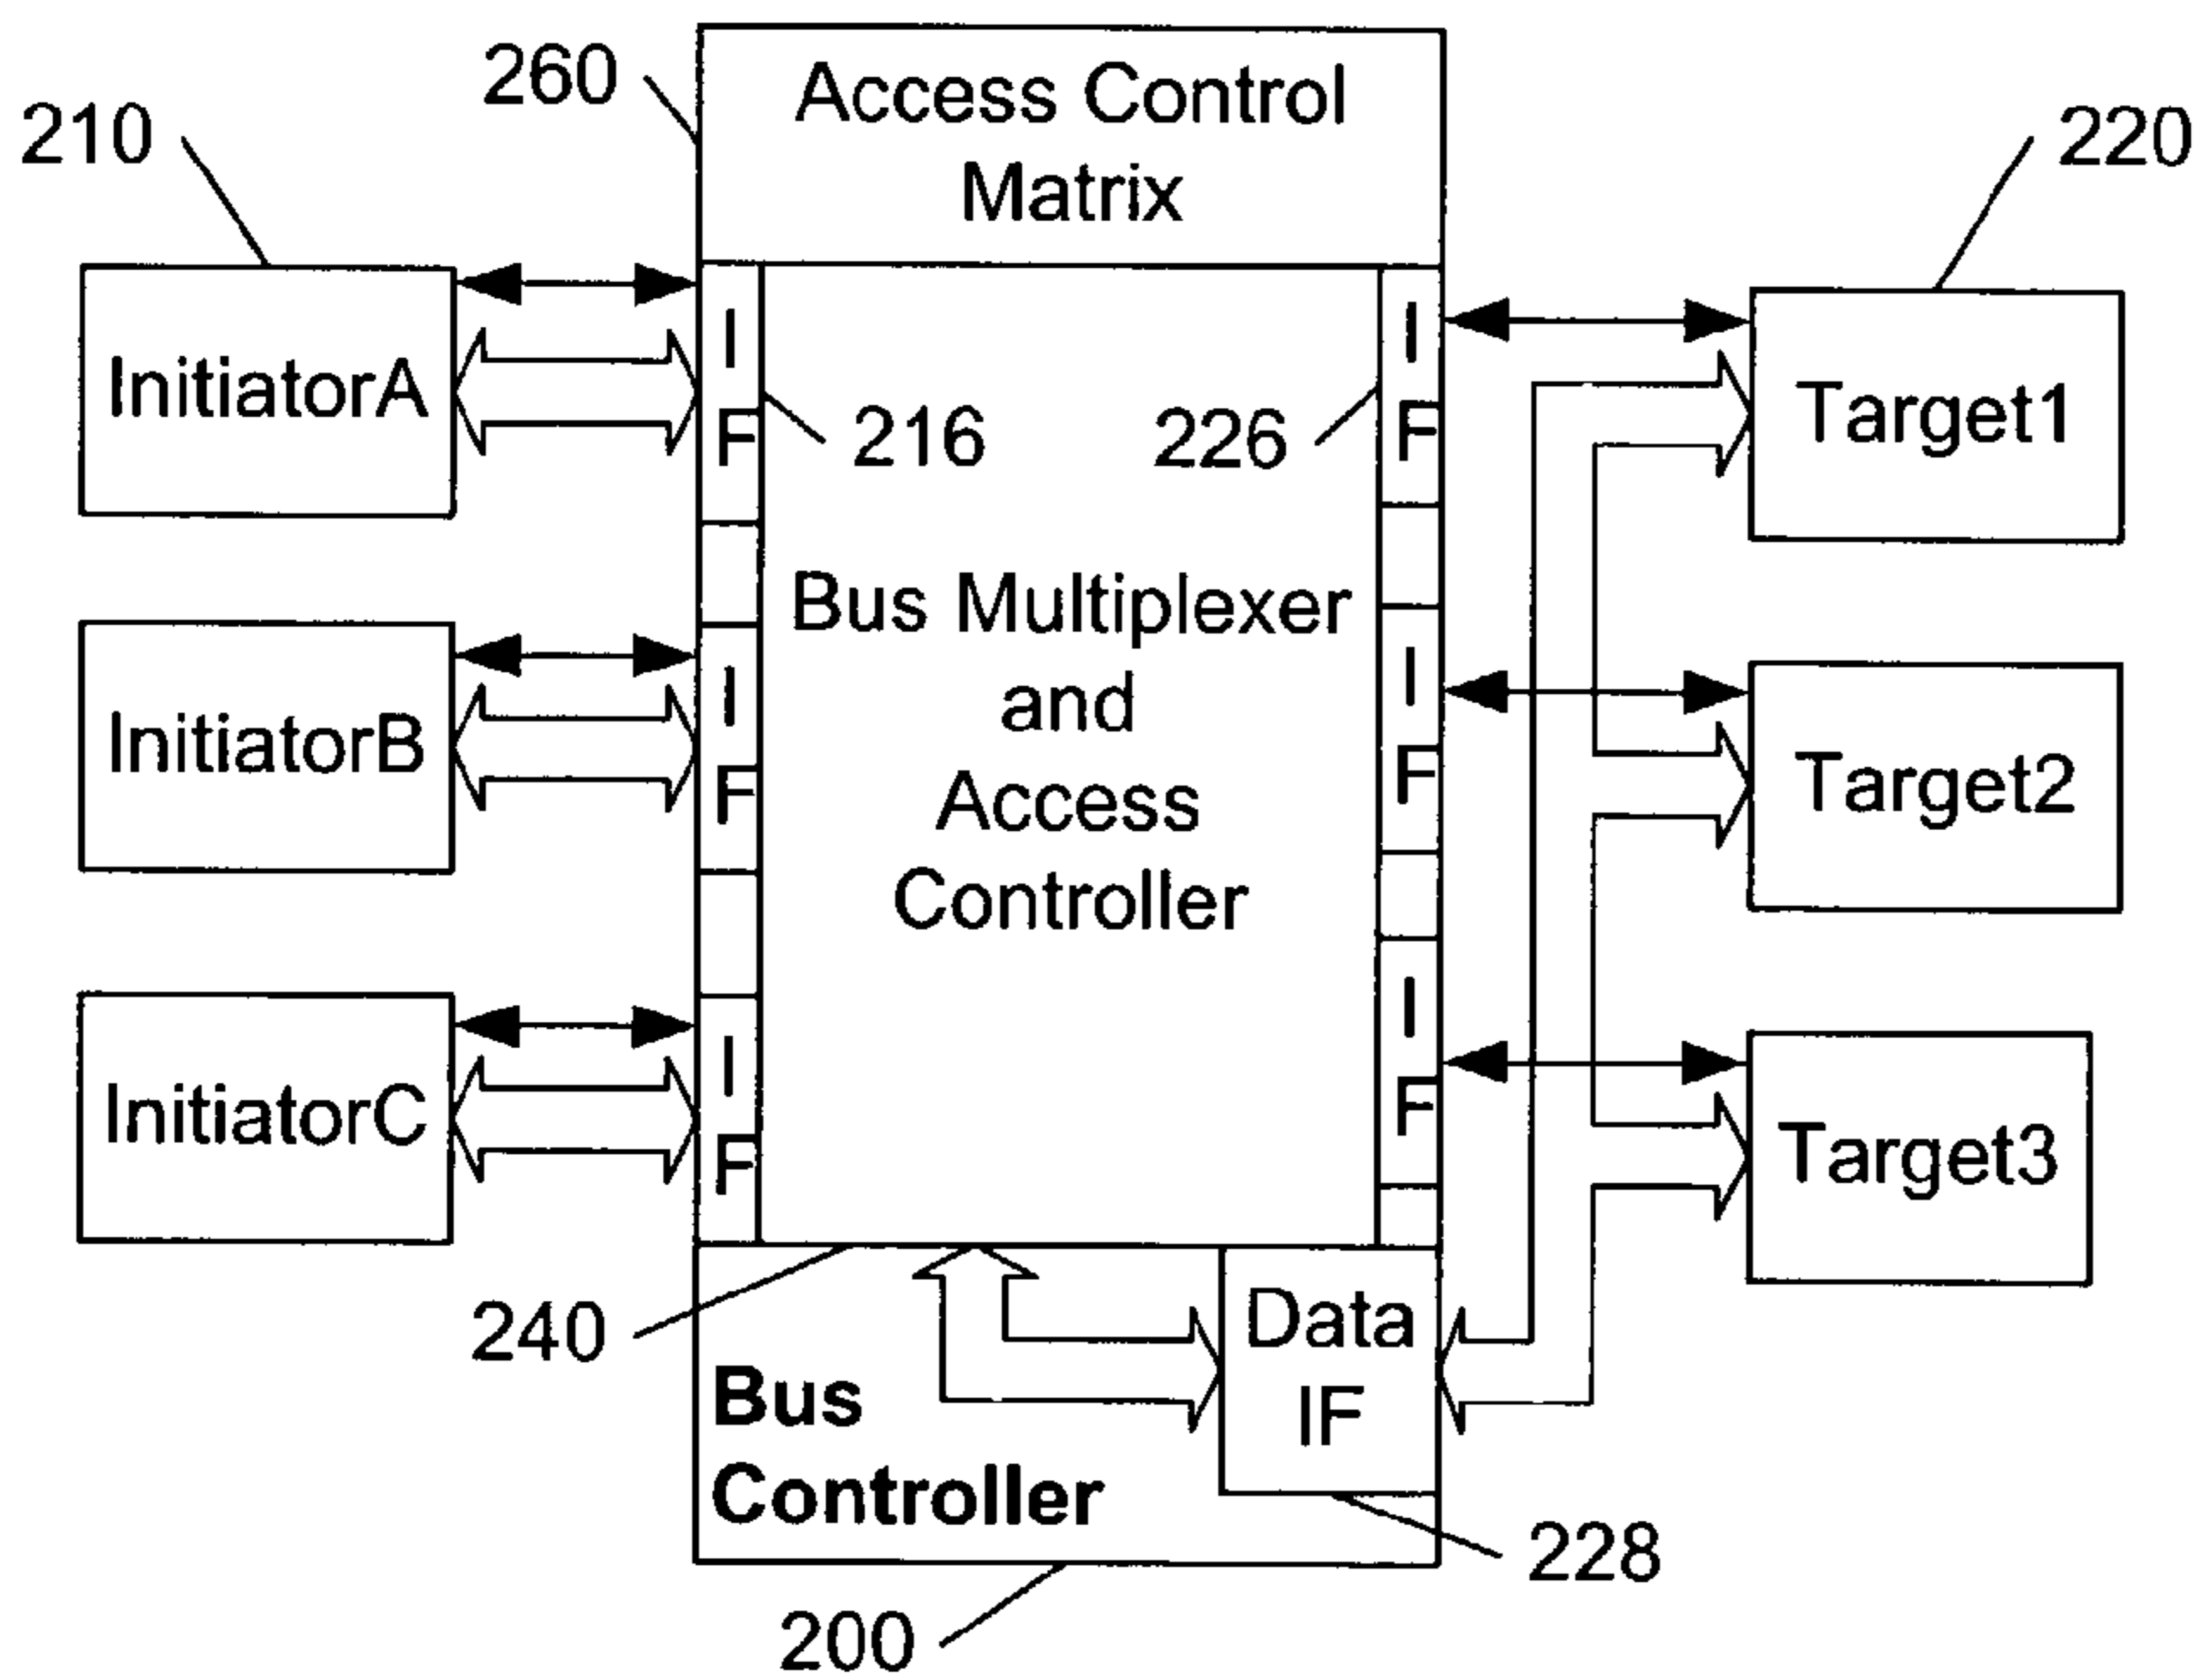 260
Access Control
Matrix
210
220
InitiatorA
I
F
216
226
I
F
Target1
Bus Multiplexer
and
Access
Controller
InitiatorB
I
F
I
F
Target2
InitiatorC
I
F
I
F
Target3
240
Data
IF
Bus
Controller
228
200